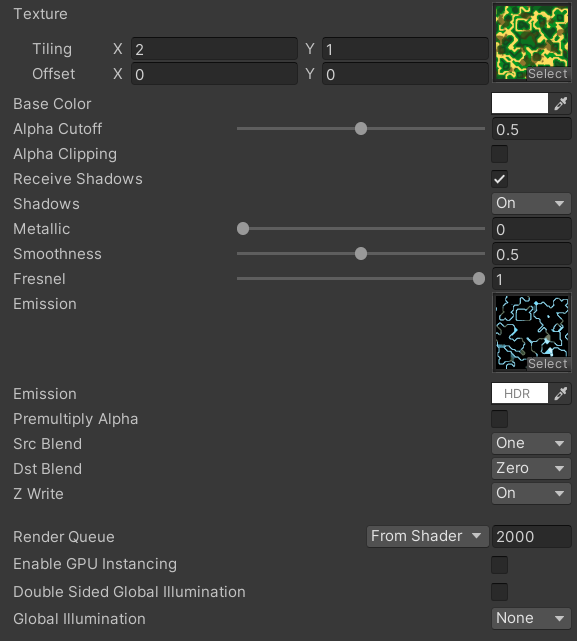 Texture
Tiling X 2 Y 1
Offset X 0 Y 0
Select
Base Color
Alpha Cutoff 0.5
Alpha Clipping
Receive Shadows
Shadows On
Metallic 0
Smoothness 0.5
Fresnel 1
Emission
Select
Emission HDR
Premultiply Alpha
Src Blend One
Dst Blend Zero
Z Write On
Render Queue From Shader 2000
Enable GPU Instancing
Double Sided Global Illumination
Global Illumination None